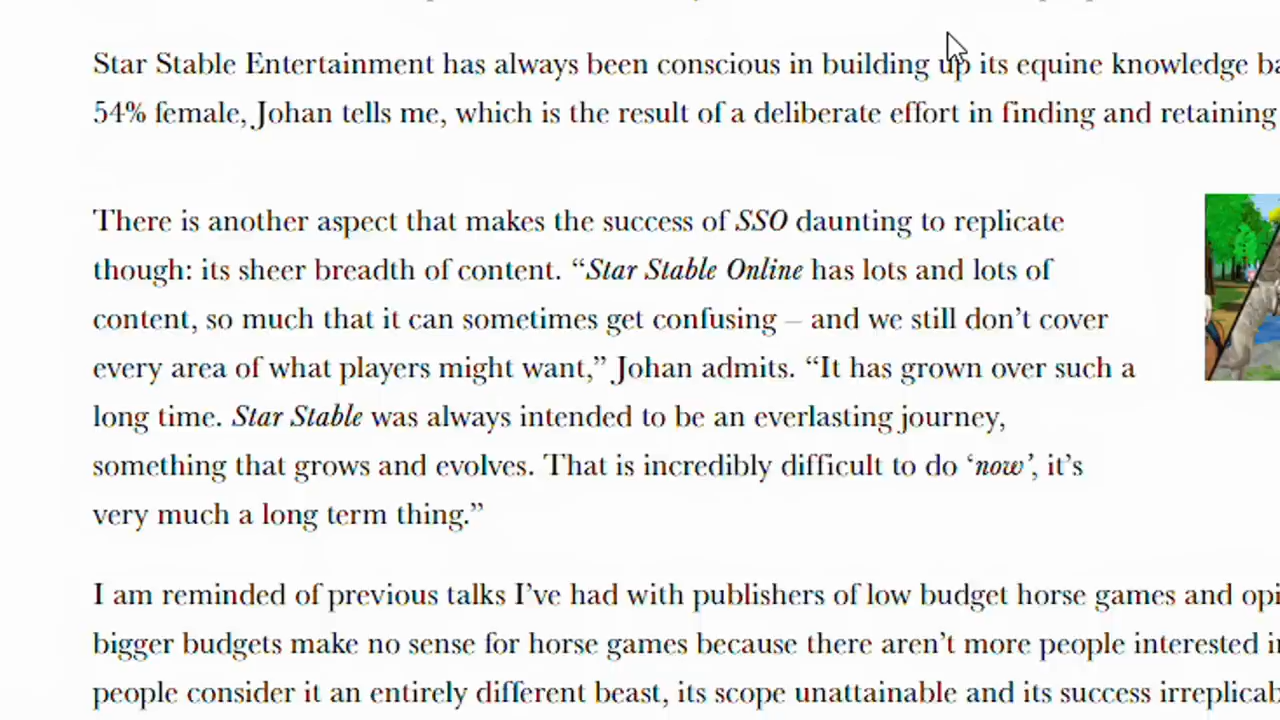 Star Stable Entertainment has always been conscious in building up its equine knowledge
54% female, Johan tells me, which is the result of a deliberate effort in finding and retaining
There is another aspect that makes the success of SSO daunting to replicate
though: its sheer breadth of content. “Star Stable Online has lots and lots of
content, so much that it can sometimes get confusing – and we still don’t cover
every area of what players might want,” Johan admits. “It has grown over such a
long time. Star Stable was always intended to be an everlasting journey,
something that grows and evolves. That is incredibly difficult to do ‘now’, it’s
very much a long term thing.”
I am reminded of previous talks I’ve had with publishers of low budget horse games and
bigger budgets make no sense for horse games because there aren’t more people interested
people consider it an entirely different beast, its scope unattainable and its success